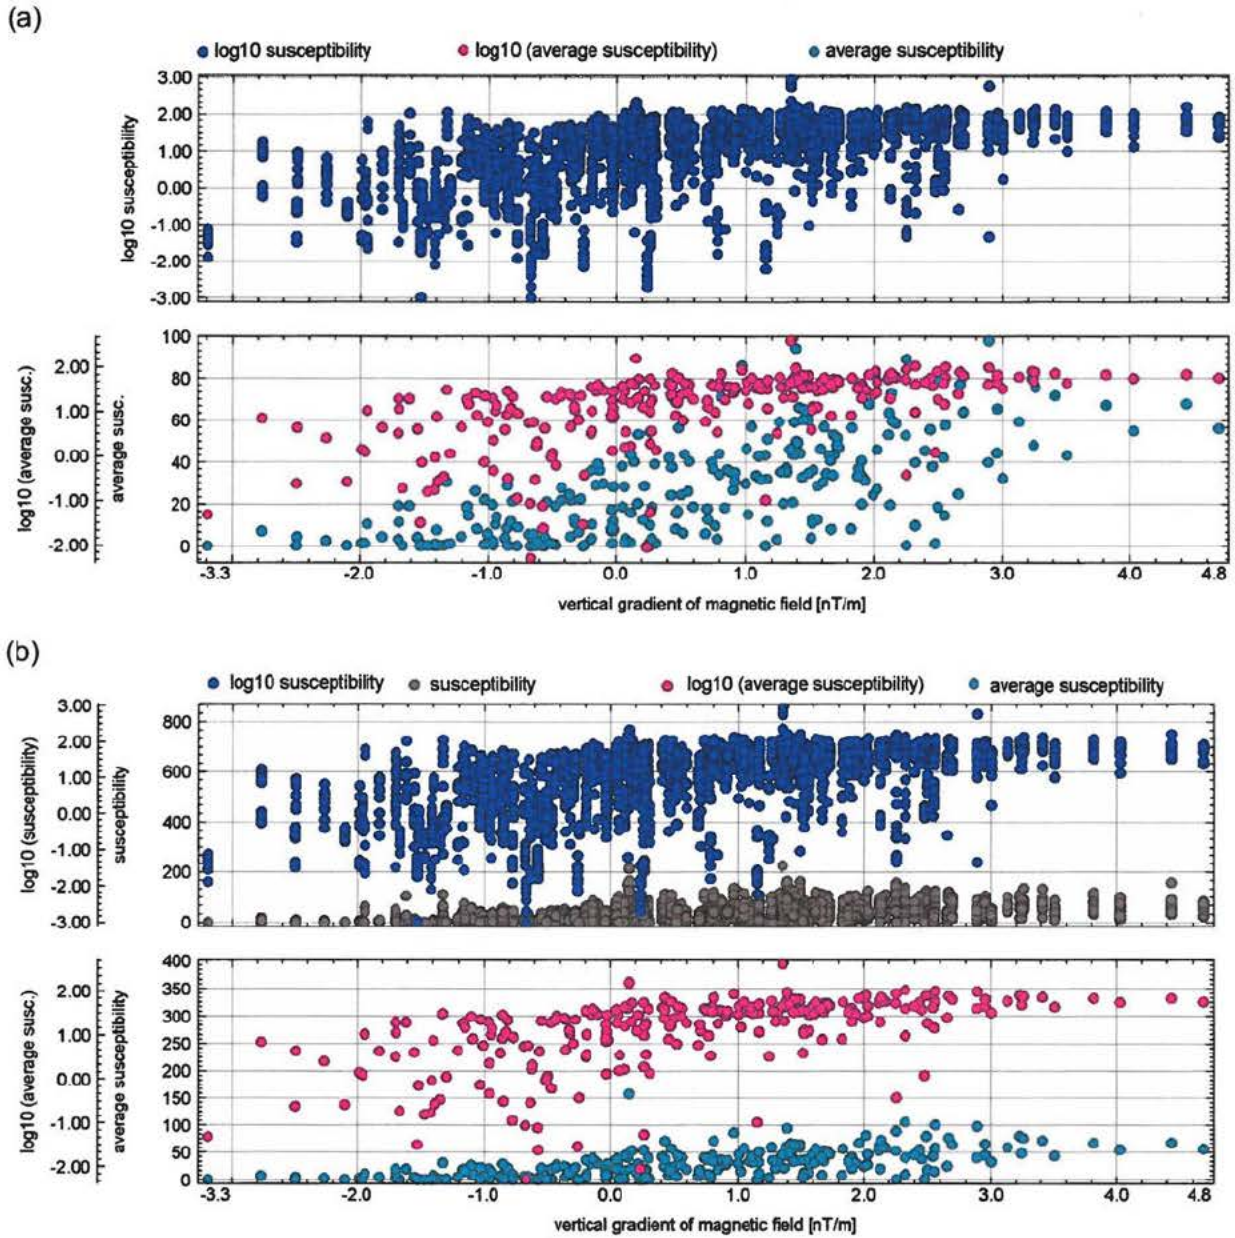 (a)
log10 susceptibility log10 (average susceptibility) average susceptibility
log10 susceptibility
3.00
2.00
1.00
0.00
-1.00
-2.00
-3.00
log10 (average susc.)
2.00
1.00
0.00
-1.00
-2.00
average susc.
100
80
60
40
20
0
-3.3 -2.0 -1.0 0.0 1.0 2.0 3.0 4.0 4.8
vertical gradient of magnetic field [nT/m]
(b)
log10 susceptibility susceptibility log10 (average susceptibility) average susceptibility
log10 (susceptibility)
3.00
2.00
1.00
0.00
-1.00
-2.00
-3.00
susceptibility
800
600
400
200
0
log10 (average susc.)
2.00
1.00
0.00
-1.00
-2.00
average susceptibility
400
350
300
250
200
150
100
50
0
-3.3 -2.0 -1.0 0.0 1.0 2.0 3.0 4.0 4.8
vertical gradient of magnetic field [nT/m]